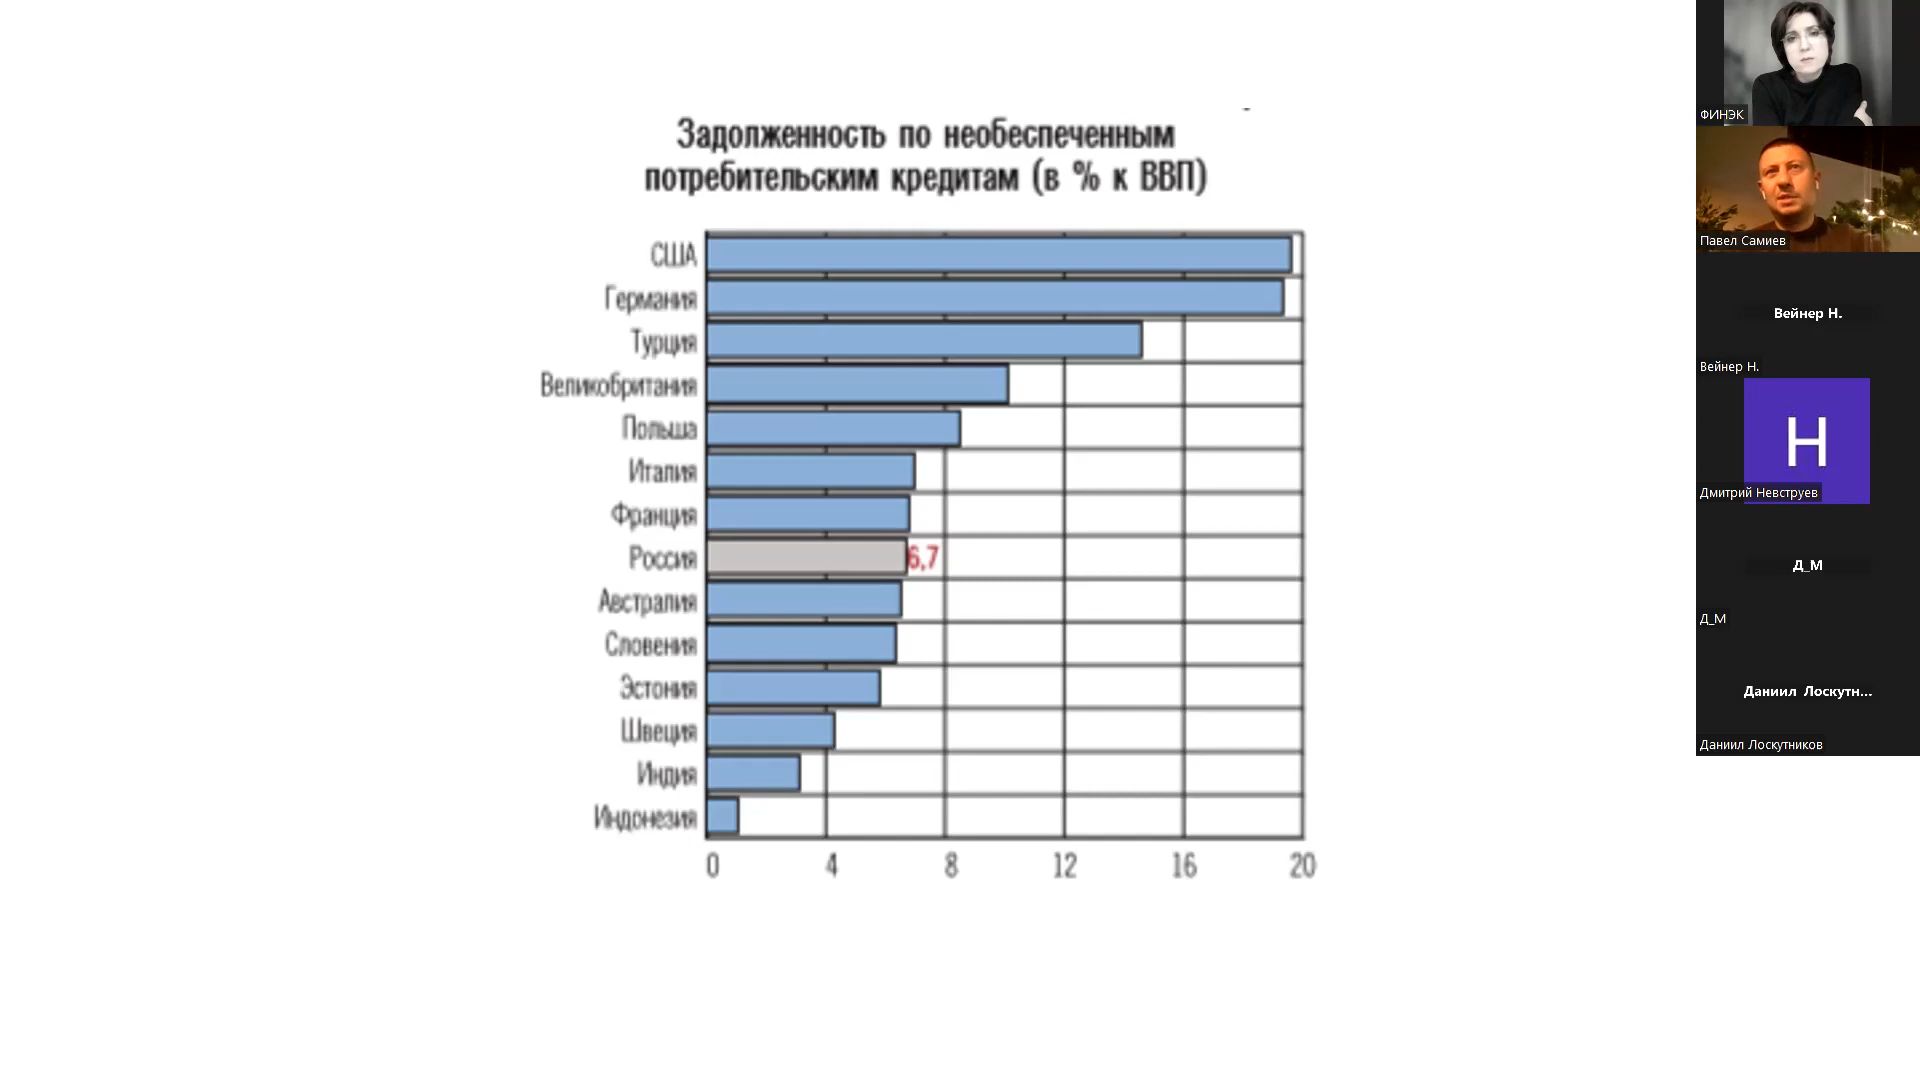 Задолженность по необеспеченным
потребительским кредитам (в % к ВВП)
США
Германия
Турция
Великобритания
Польша
Италия
Франция
Россия 6,7
Австралия
Словения
Эстония
Швеция
Индия
Индонезия
0 4 8 12 16 20
ФИНЭК
Павел Самиев
Вейнер Н.
Вейнер Н.
Н
Дмитрий Невструев
Д_М
Д_М
Даниил Лоскутн...
Даниил Лоскутников